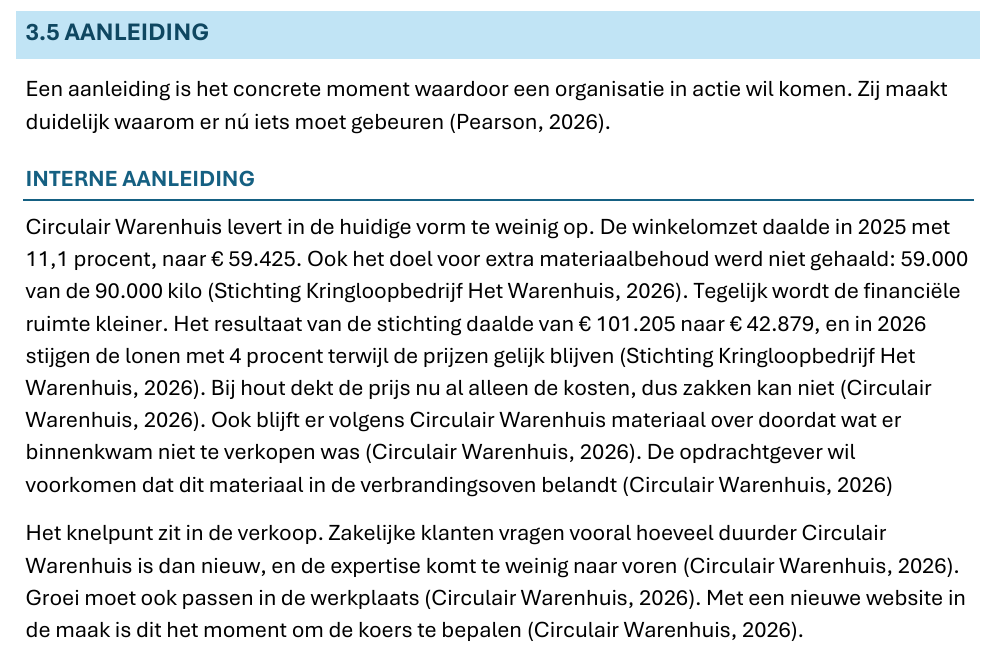 3.5 AANLEIDING
Een aanleiding is het concrete moment waardoor een organisatie in actie wil komen. Zij maakt
duidelijk waarom er nú iets moet gebeuren (Pearson, 2026).
INTERNE AANLEIDING
Circulair Warenhuis levert in de huidige vorm te weinig op. De winkelomzet daalde in 2025 met
11,1 procent, naar € 59.425. Ook het doel voor extra materiaalbehoud werd niet gehaald: 59.000
van de 90.000 kilo (Stichting Kringloopbedrijf Het Warenhuis, 2026). Tegelijk wordt de financiële
ruimte kleiner. Het resultaat van de stichting daalde van € 101.205 naar € 42.879, en in 2026
stijgen de lonen met 4 procent terwijl de prijzen gelijk blijven (Stichting Kringloopbedrijf Het
Warenhuis, 2026). Bij hout dekt de prijs nu al alleen de kosten, dus zakken kan niet (Circulair
Warenhuis, 2026). Ook blijft er volgens Circulair Warenhuis materiaal over doordat wat er
binnenkwam niet te verkopen was (Circulair Warenhuis, 2026). De opdrachtgever wil
voorkomen dat dit materiaal in de verbrandingsoven belandt (Circulair Warenhuis, 2026)
Het knelpunt zit in de verkoop. Zakelijke klanten vragen vooral hoeveel duurder Circulair
Warenhuis is dan nieuw, en de expertise komt te weinig naar voren (Circulair Warenhuis, 2026).
Groei moet ook passen in de werkplaats (Circulair Warenhuis, 2026). Met een nieuwe website in
de maak is dit het moment om de koers te bepalen (Circulair Warenhuis, 2026).